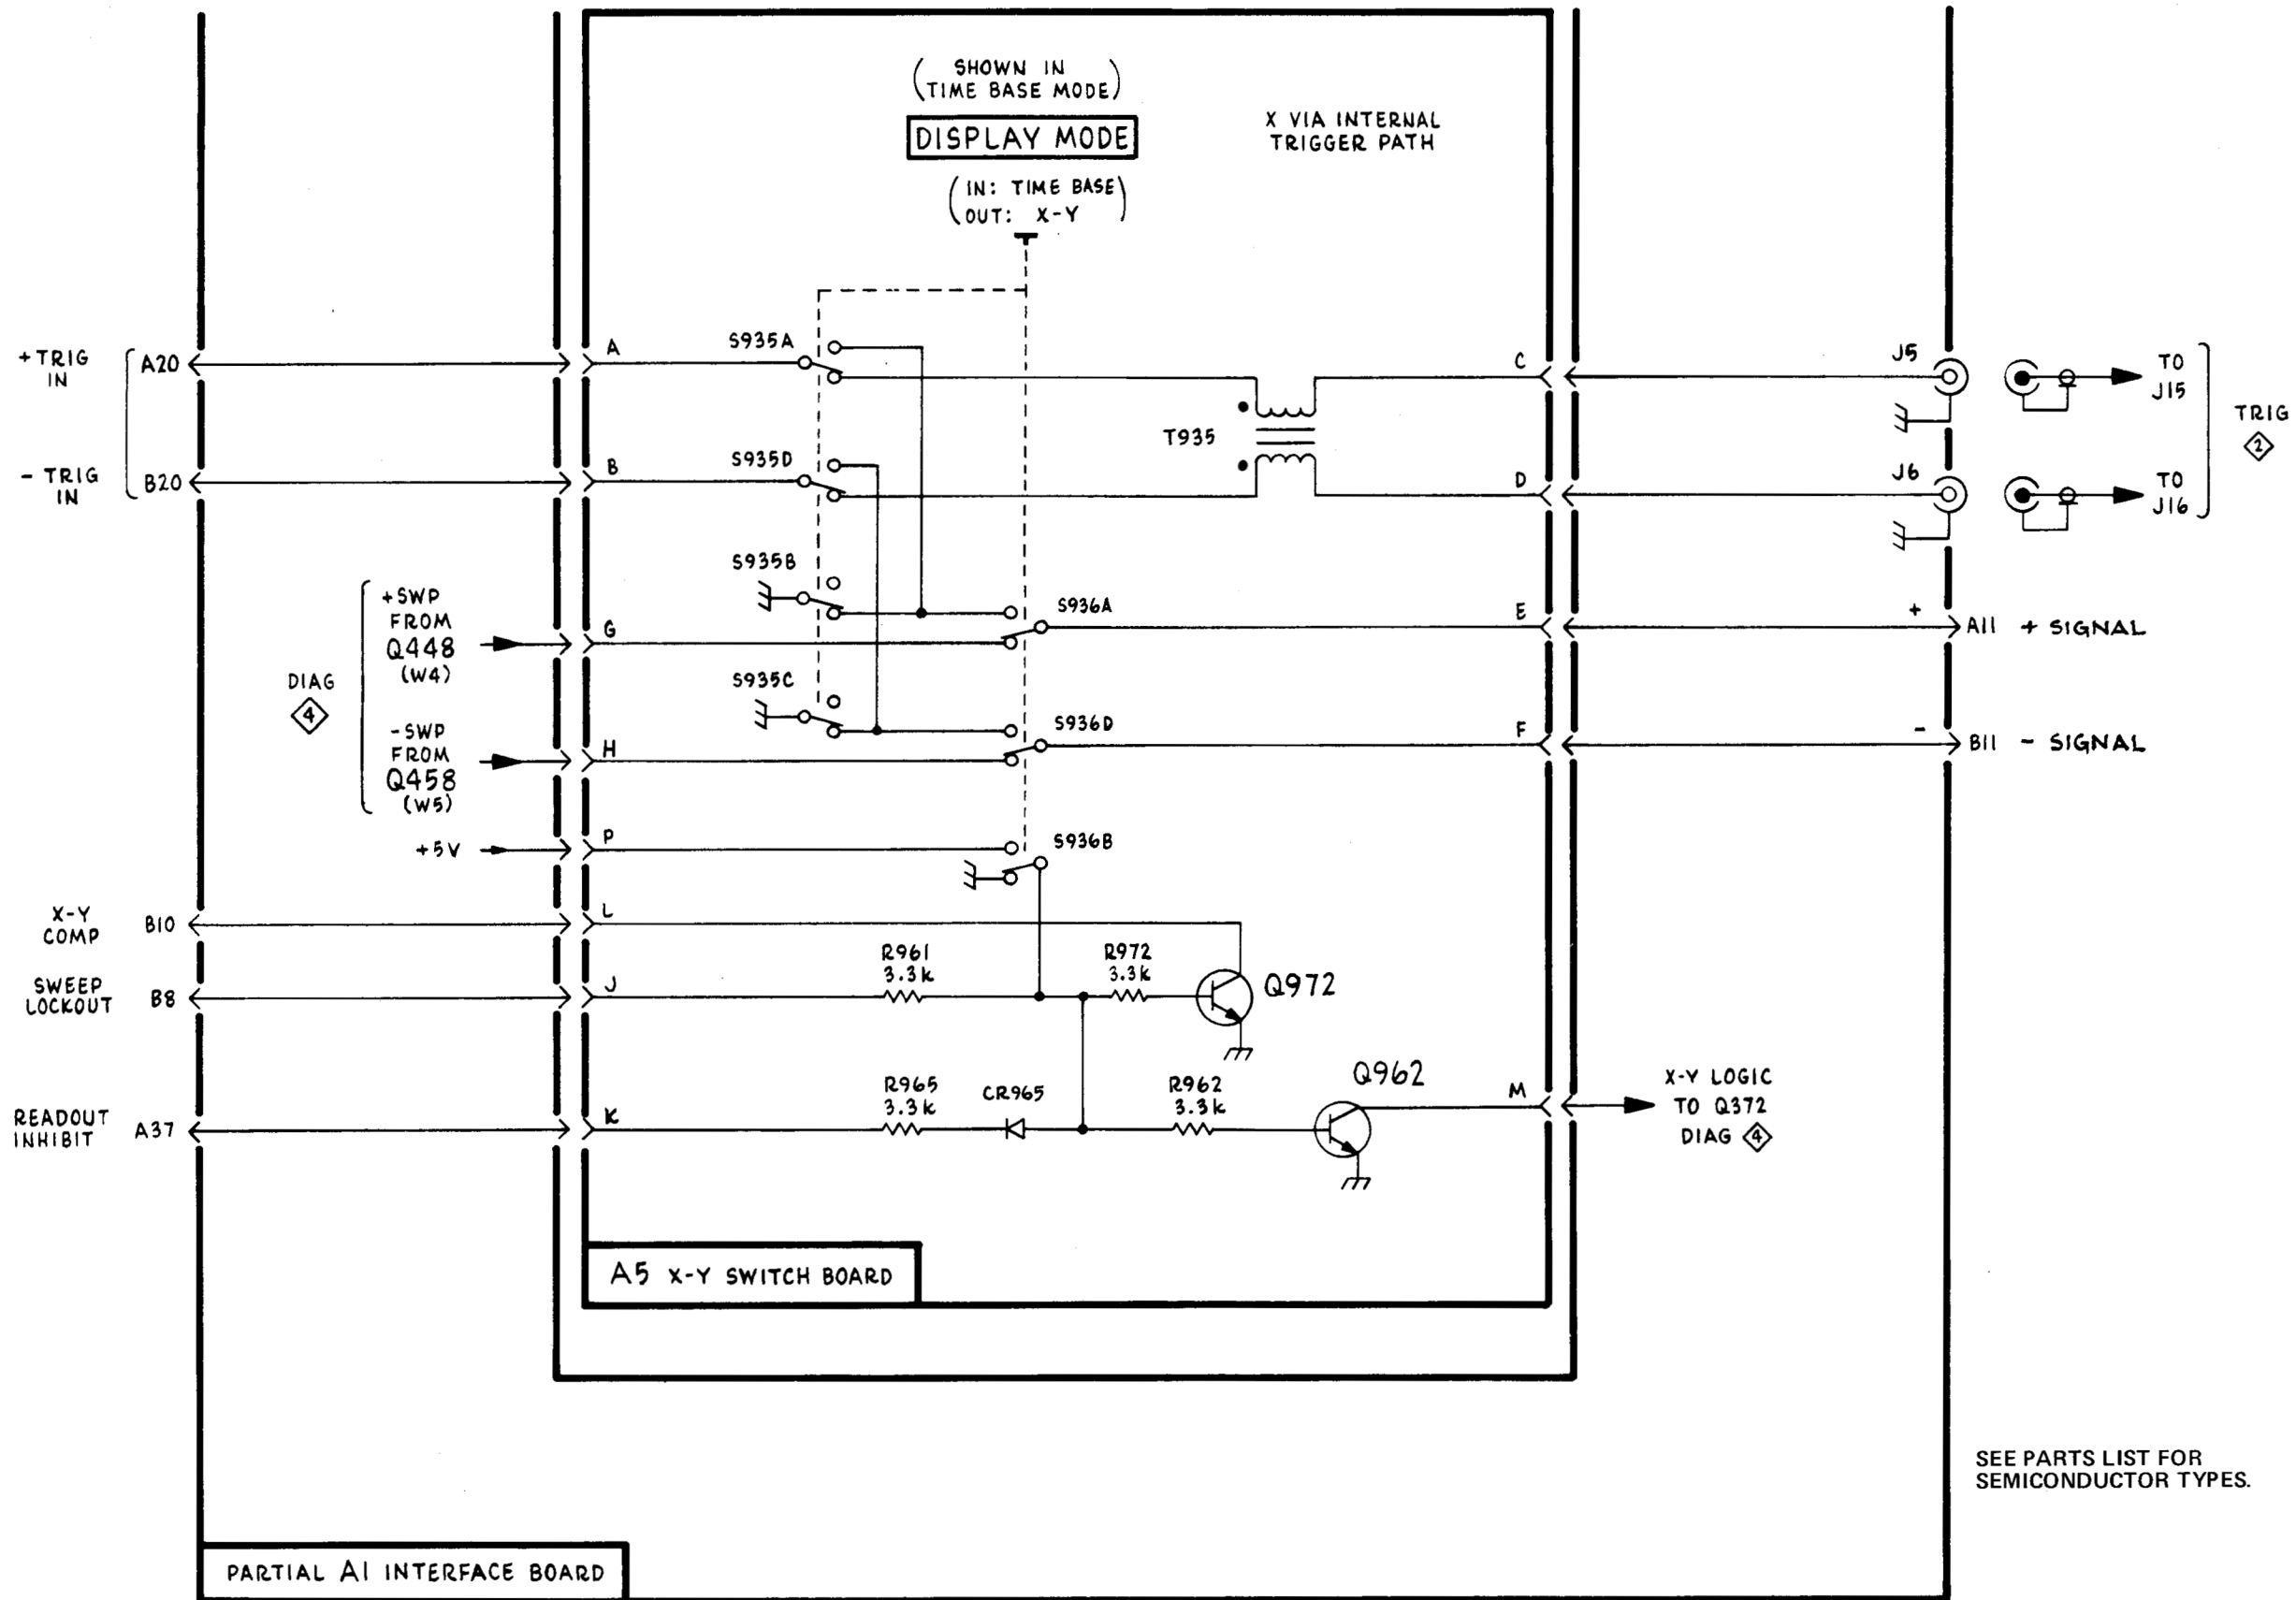 (SHOWN IN
TIME BASE MODE)
DISPLAY MODE
(IN: TIME BASE
OUT: X-Y)
X VIA INTERNAL
TRIGGER PATH
+TRIG
IN
A20
A
S935A
C
J5
TO
J15
T935
TRIG
2
- TRIG
IN
B20
B
S935D
D
J6
TO
J16
S935B
+SWP
FROM
Q448
(W4)
G
S936A
E
+
A11 + SIGNAL
DIAG
4
S935C
-SWP
FROM
Q458
(W5)
H
S936D
F
-
B11 - SIGNAL
+5V
P
S936B
X-Y
COMP
B10
L
SWEEP
LOCKOUT
B8
J
R961
3.3k
R972
3.3k
Q972
READOUT
INHIBIT
A37
K
R965
3.3k
CR965
R962
3.3k
Q962
M
X-Y LOGIC
TO Q372
DIAG 4
A5 X-Y SWITCH BOARD
SEE PARTS LIST FOR
SEMICONDUCTOR TYPES.
PARTIAL A1 INTERFACE BOARD